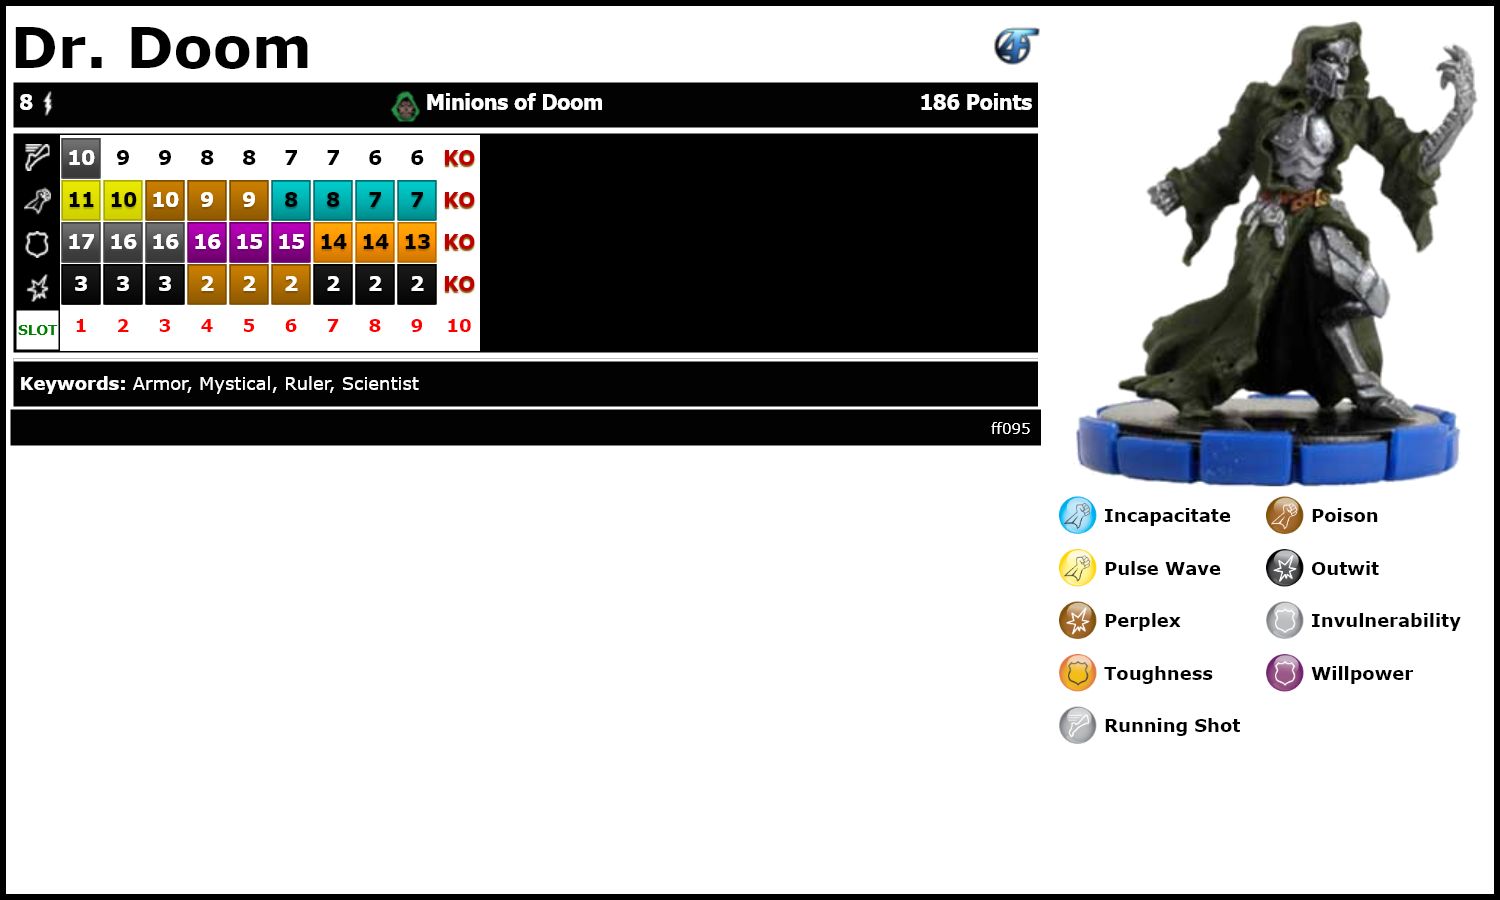 Dr. Doom
8 Minions of Doom 186 Points
10 9 9 8 8 7 7 6 6 KO
11 10 10 9 9 8 8 7 7 KO
17 16 16 16 15 15 14 14 13 KO
3 3 3 2 2 2 2 2 2 KO
SLOT 1 2 3 4 5 6 7 8 9 10
Keywords: Armor, Mystical, Ruler, Scientist
ff095
Incapacitate Poison
Pulse Wave Outwit
Perplex Invulnerability
Toughness Willpower
Running Shot